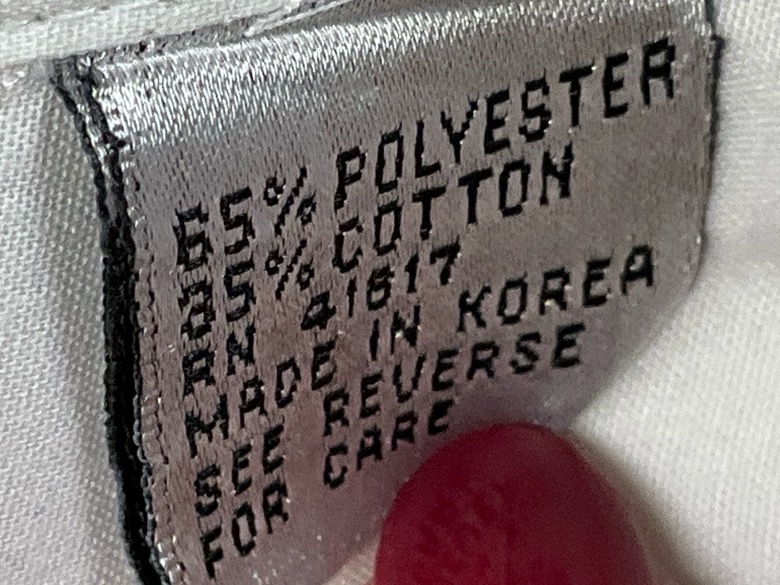 65% POLYESTER
35% COTTON
RN 41617
MADE IN KOREA
SEE REVERSE
FOR CARE